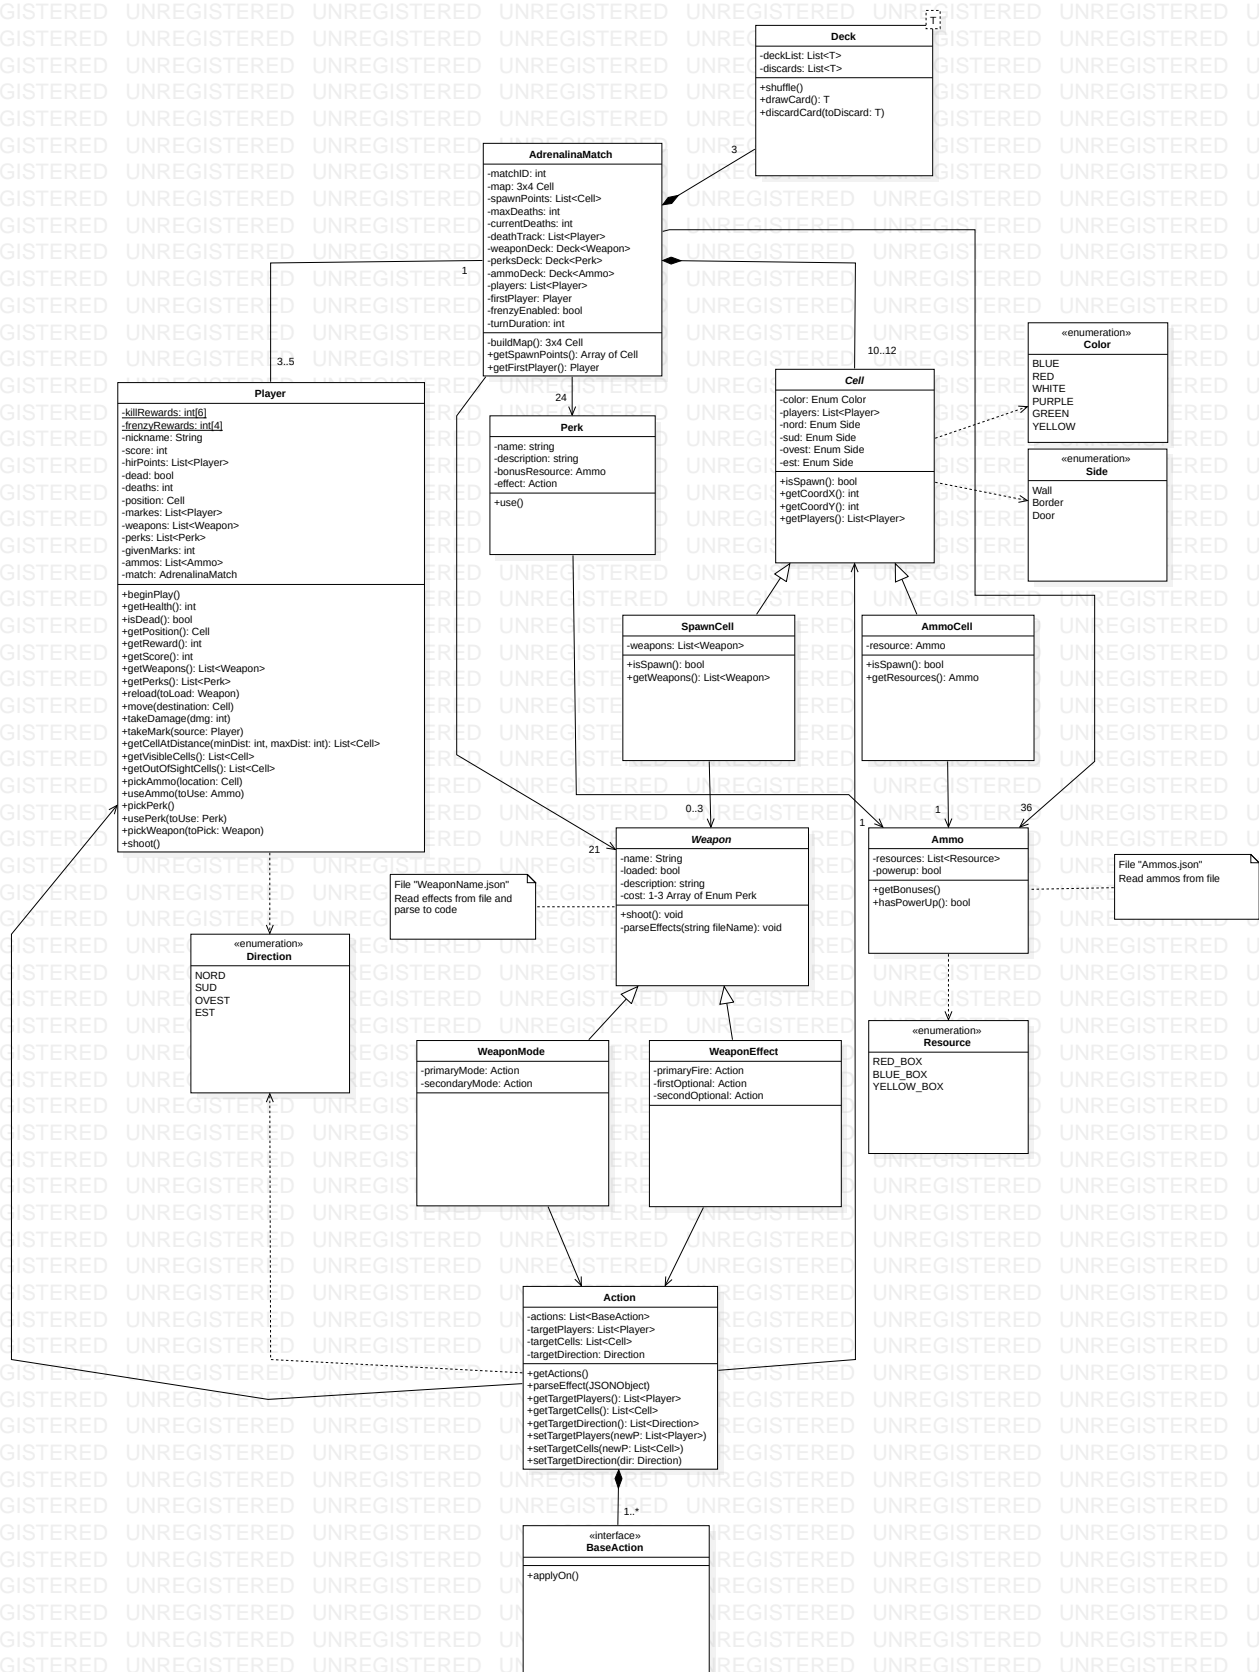 T
Deck
-deckList: List<T>
-discards: List<T>
+shuffle()
+drawCard(): T
+discardCard(toDiscard: T)
3
AdrenalinaMatch
-matchID: int
-map: 3x4 Cell
-spawnPoints: List<Cell>
-maxDeaths: int
-currentDeaths: int
-deathTrack: List<Player>
-weaponDeck: Deck<Weapon>
-perksDeck: Deck<Perk>
-ammoDeck: Deck<Ammo>
-players: List<Player>
-firstPlayer: Player
-frenzyEnabled: bool
-turnDuration: int
-buildMap(): 3x4 Cell
+getSpawnPoints(): Array of Cell
+getFirstPlayer(): Player
1
3..5
10..12
24
Player
-killRewards: int[6]
-frenzyRewards: int[4]
-nickname: String
-score: int
-hirPoints: List<Player>
-dead: bool
-deaths: int
-position: Cell
-markes: List<Player>
-weapons: List<Weapon>
-perks: List<Perk>
-givenMarks: int
-ammos: List<Ammo>
-match: AdrenalinaMatch
+beginPlay()
+getHealth(): int
+isDead(): bool
+getPosition(): Cell
+getReward(): int
+getScore(): int
+getWeapons(): List<Weapon>
+getPerks(): List<Perk>
+reload(toLoad: Weapon)
+move(destination: Cell)
+takeDamage(dmg: int)
+takeMark(source: Player)
+getCellAtDistance(minDist: int, maxDist: int): List<Cell>
+getVisibleCells(): List<Cell>
+getOutOfSightCells(): List<Cell>
+pickAmmo(location: Cell)
+useAmmo(toUse: Ammo)
+pickPerk()
+usePerk(toUse: Perk)
+pickWeapon(toPick: Weapon)
+shoot()
Perk
-name: string
-description: string
-bonusResource: Ammo
-effect: Action
+use()
Cell
-color: Enum Color
-players: List<Player>
-nord: Enum Side
-sud: Enum Side
-ovest: Enum Side
-est: Enum Side
+isSpawn(): bool
+getCoordX(): int
+getCoordY(): int
+getPlayers(): List<Player>
«enumeration»
Color
BLUE
RED
WHITE
PURPLE
GREEN
YELLOW
«enumeration»
Side
Wall
Border
Door
SpawnCell
-weapons: List<Weapon>
+isSpawn(): bool
+getWeapons(): List<Weapon>
AmmoCell
-resource: Ammo
+isSpawn(): bool
+getResources(): Ammo
0..3
1
36
1
21
Weapon
-name: String
-loaded: bool
-description: string
-cost: 1-3 Array of Enum Perk
+shoot(): void
-parseEffects(string fileName): void
Ammo
-resources: List<Resource>
-powerup: bool
+getBonuses()
+hasPowerUp(): bool
File "Ammos.json"
Read ammos from file
File "WeaponName.json"
Read effects from file and
parse to code
«enumeration»
Direction
NORD
SUD
OVEST
EST
«enumeration»
Resource
RED_BOX
BLUE_BOX
YELLOW_BOX
WeaponMode
-primaryMode: Action
-secondaryMode: Action
WeaponEffect
-primaryFire: Action
-firstOptional: Action
-secondOptional: Action
Action
-actions: List<BaseAction>
-targetPlayers: List<Player>
-targetCells: List<Cell>
-targetDirection: Direction
+getActions()
+parseEffect(JSONObject)
+getTargetPlayers(): List<Player>
+getTargetCells(): List<Cell>
+getTargetDirection(): List<Direction>
+setTargetPlayers(newP: List<Player>)
+setTargetCells(newP: List<Cell>)
+setTargetDirection(dir: Direction)
1..*
«interface»
BaseAction
+applyOn()
UNREGISTERED